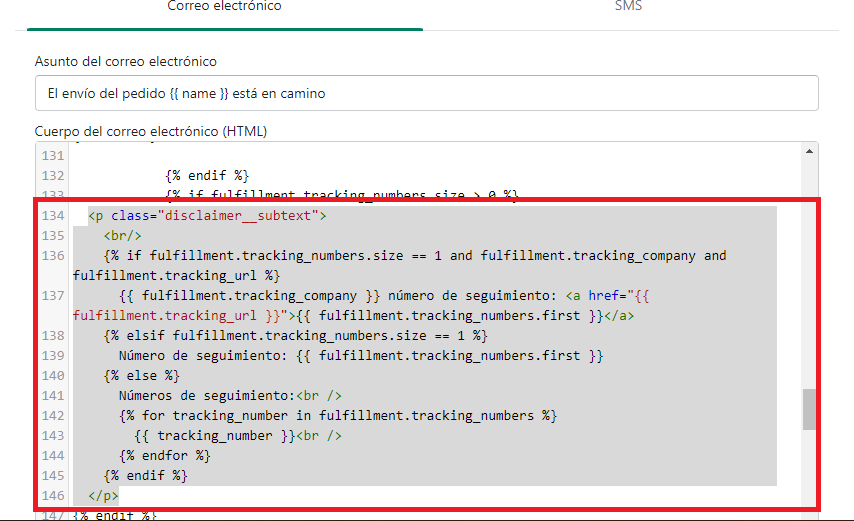 Correo electrónico
SMS
Asunto del correo electrónico
El envío del pedido {{ name }} está en camino
Cuerpo del correo electrónico (HTML)
131
132 {% endif %}
133 {% if fulfillment.tracking_numbers.size > 0 %}
134 <p class="disclaimer__subtext">
135 <br/>
136 {% if fulfillment.tracking_numbers.size == 1 and fulfillment.tracking_company and
fulfillment.tracking_url %}
137 {{ fulfillment.tracking_company }} número de seguimiento: <a href="{{
fulfillment.tracking_url }}">{{ fulfillment.tracking_numbers.first }}</a>
138 {% elsif fulfillment.tracking_numbers.size == 1 %}
139 Número de seguimiento: {{ fulfillment.tracking_numbers.first }}
140 {% else %}
141 Números de seguimiento:<br />
142 {% for tracking_number in fulfillment.tracking_numbers %}
143 {{ tracking_number }}<br />
144 {% endfor %}
145 {% endif %}
146 </p>
147 {% endif %}